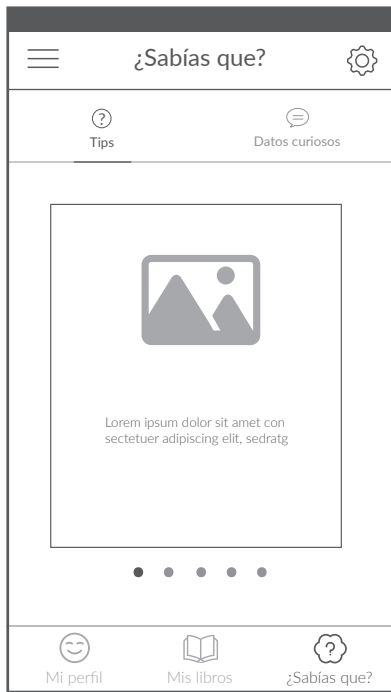 ¿Sabías que?
Tips
Datos curiosos
Lorem ipsum dolor sit amet con
sectetuer adipiscing elit, sedratg
Mi perfil
Mis libros
¿Sabías que?